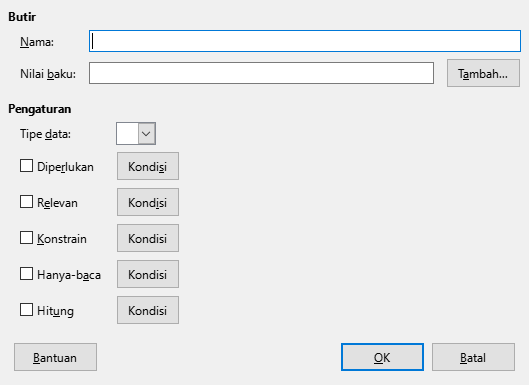 Butir
Nama:
Nilai baku:
Tambah...
Pengaturan
Tipe data:
Diperlukan
Kondisi
Relevan
Kondisi
Konstrain
Kondisi
Hanya-baca
Kondisi
Hitung
Kondisi
Bantuan
OK
Batal